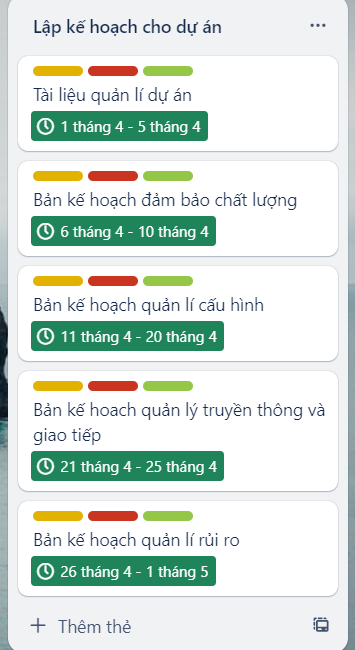 Lập kế hoạch cho dự án
Tài liệu quản lí dự án
1 tháng 4 - 5 tháng 4
Bản kế hoạch đảm bảo chất lượng
6 tháng 4 - 10 tháng 4
Bản kế hoạch quản lí cấu hình
11 tháng 4 - 20 tháng 4
Bản kế hoach quản lý truyền thông và
giao tiếp
21 tháng 4 - 25 tháng 4
Bản kế hoạch quản lí rủi ro
26 tháng 4 - 1 tháng 5
Thêm thẻ